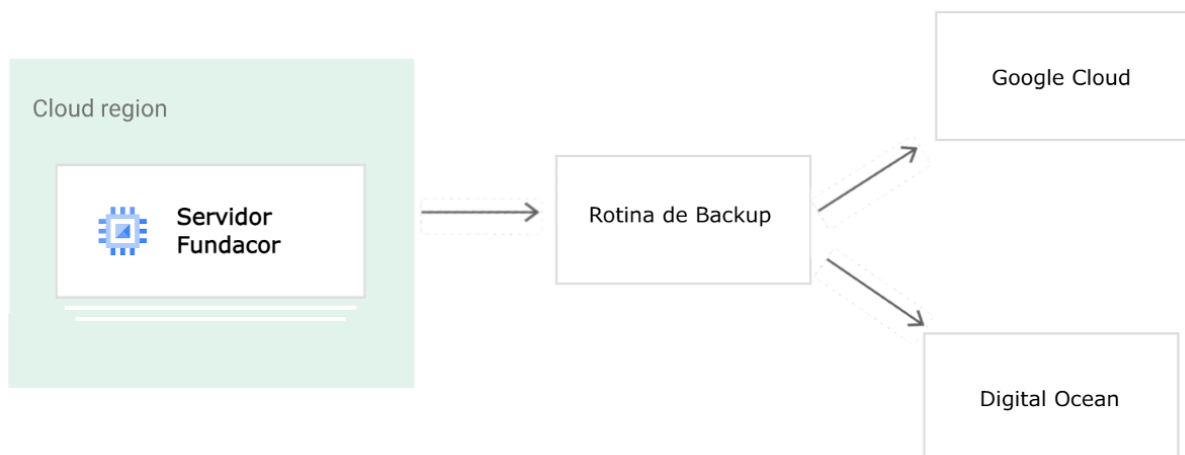 Cloud region
Servidor
Fundacor
Rotina de Backup
Google Cloud
Digital Ocean